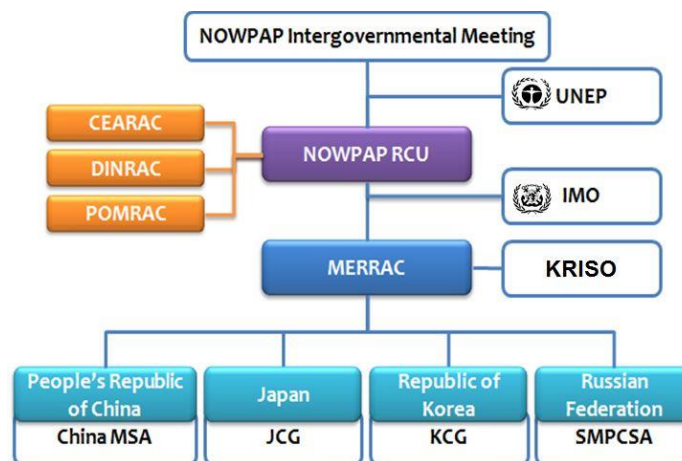 NOWPAP Intergovernmental Meeting
UNEP
CEARAC
DINRAC
POMRAC
NOWPAP RCU
IMO
MERRAC
KRISO
People's Republic
of China
China MSA
Japan
JCG
Republic of
Korea
KCG
Russian
Federation
SMPCSA